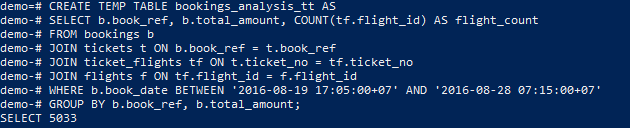 demo=# CREATE TEMP TABLE bookings_analysis_tt AS
demo-# SELECT b.book_ref, b.total_amount, COUNT(tf.flight_id) AS flight_count
demo-# FROM bookings b
demo-# JOIN tickets t ON b.book_ref = t.book_ref
demo-# JOIN ticket_flights tf ON t.ticket_no = tf.ticket_no
demo-# JOIN flights f ON tf.flight_id = f.flight_id
demo-# WHERE b.book_date BETWEEN '2016-08-19 17:05:00+07' AND '2016-08-28 07:15:00+07'
demo-# GROUP BY b.book_ref, b.total_amount;
SELECT 5033